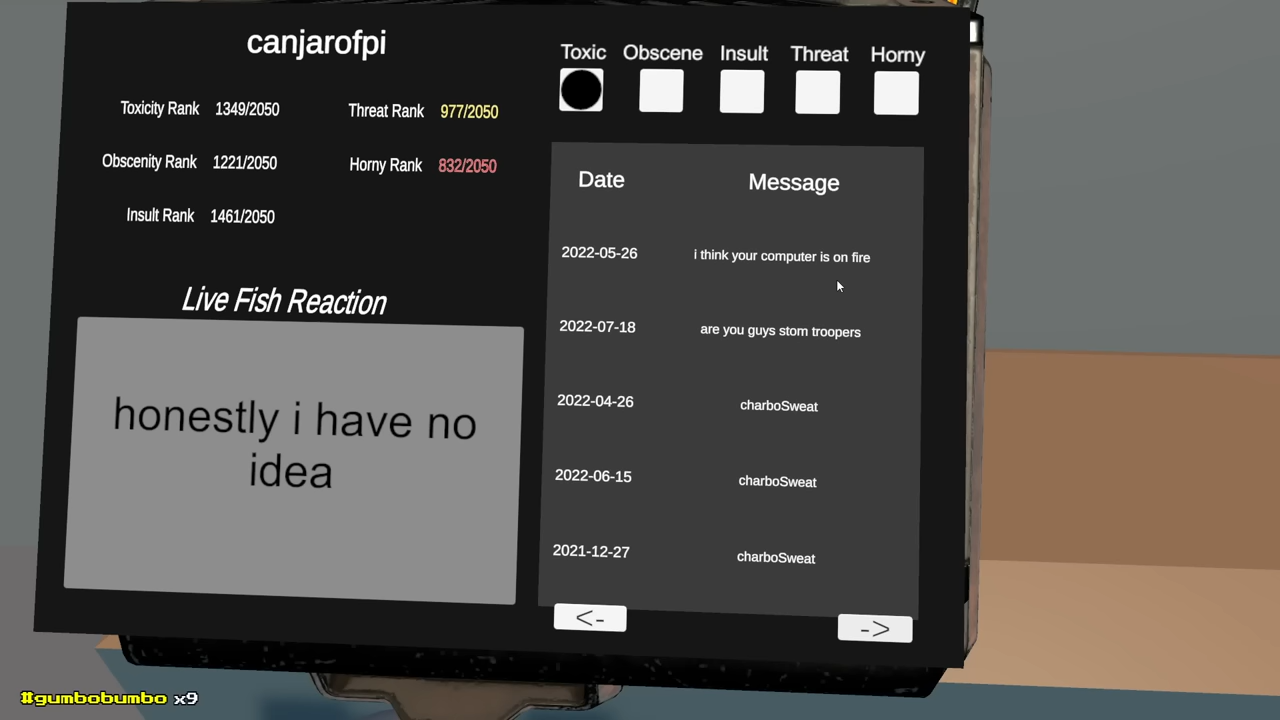 canjarofpi
Toxicity Rank 1349/2050
Threat Rank 977/2050
Obscenity Rank 1221/2050
Horny Rank 832/2050
Insult Rank 1461/2050
Live Fish Reaction
honestly i have no
idea
Toxic Obscene Insult Threat Horny
Date Message
2022-05-26 i think your computer is on fire
2022-07-18 are you guys stom troopers
2022-04-26 charboSweat
2022-06-15 charboSweat
2021-12-27 charboSweat
<- ->
#gumbobumbo x9